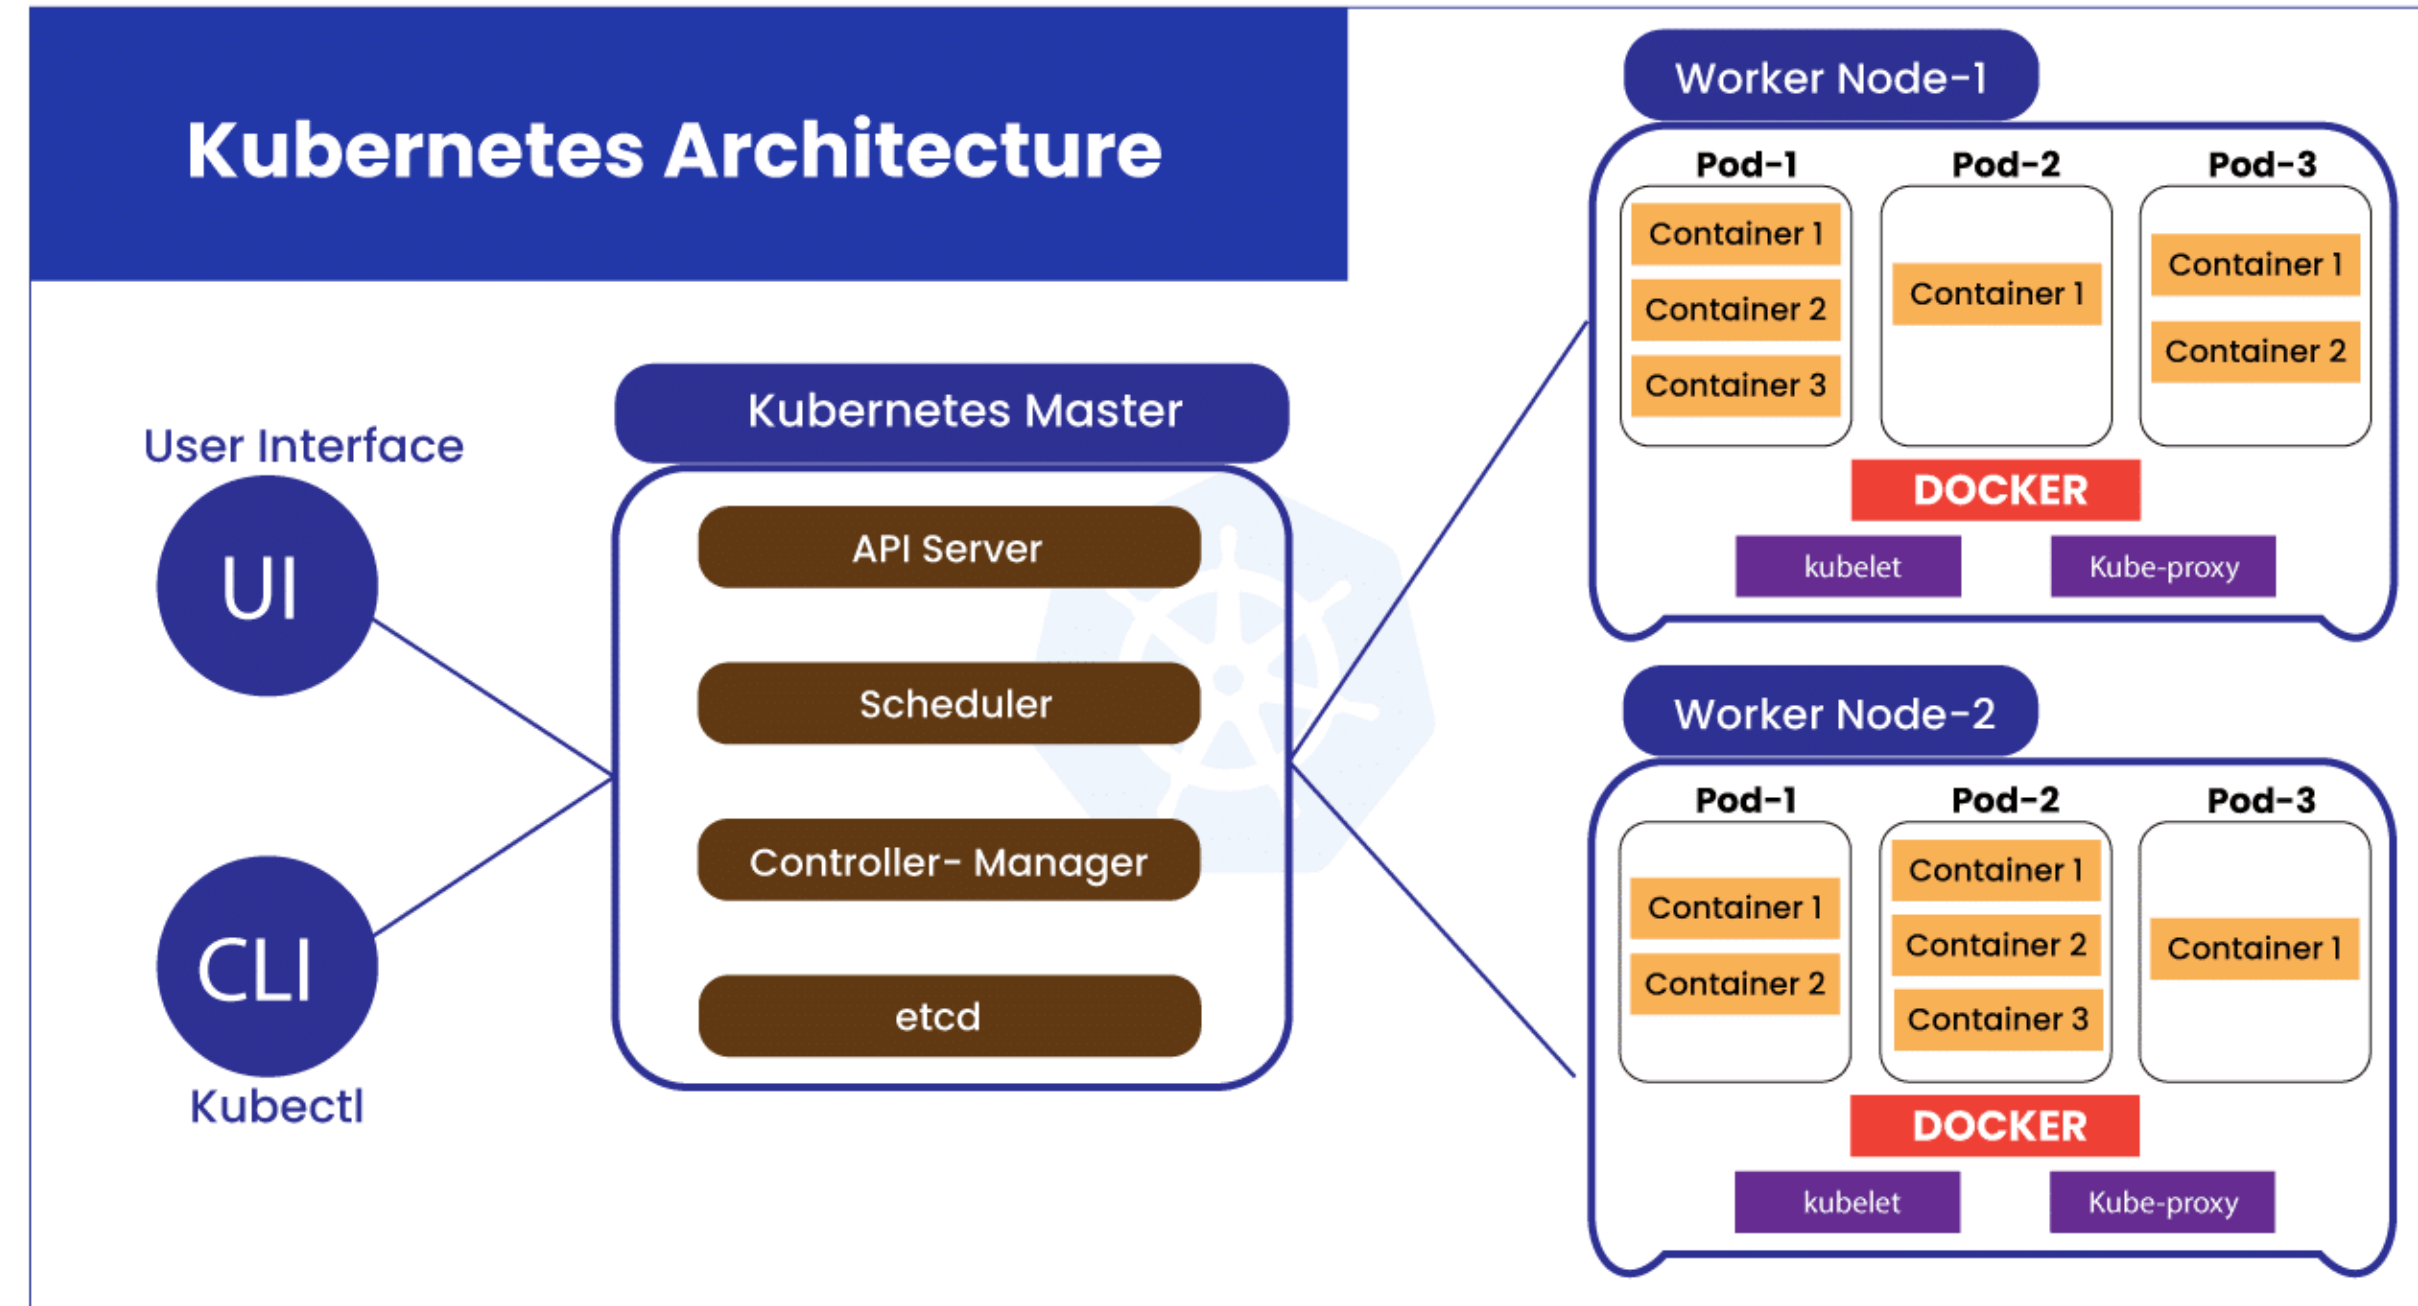 Kubernetes Architecture
User Interface
UI
CLI
Kubectl
Kubernetes Master
API Server
Scheduler
Controller- Manager
etcd
Worker Node-1
Pod-1
Container 1
Container 2
Container 3
Pod-2
Container 1
Pod-3
Container 1
Container 2
DOCKER
kubelet
Kube-proxy
Worker Node-2
Pod-1
Container 1
Container 2
Pod-2
Container 1
Container 2
Container 3
Pod-3
Container 1
DOCKER
kubelet
Kube-proxy